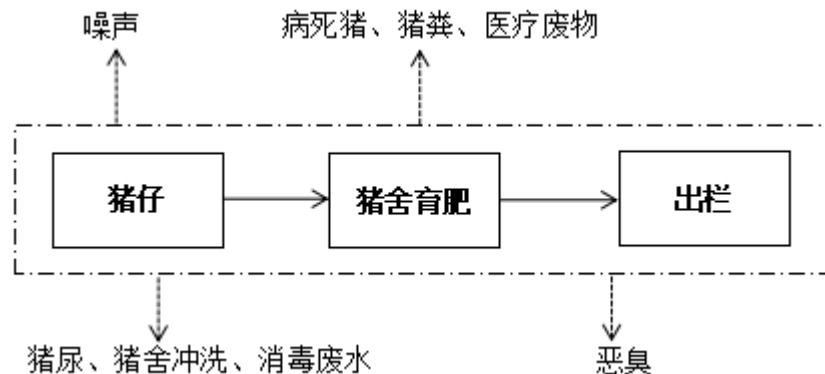 噪声
病死猪、猪粪、医疗废物
猪仔
猪舍育肥
出栏
猪尿、猪舍冲洗、消毒废水
恶臭